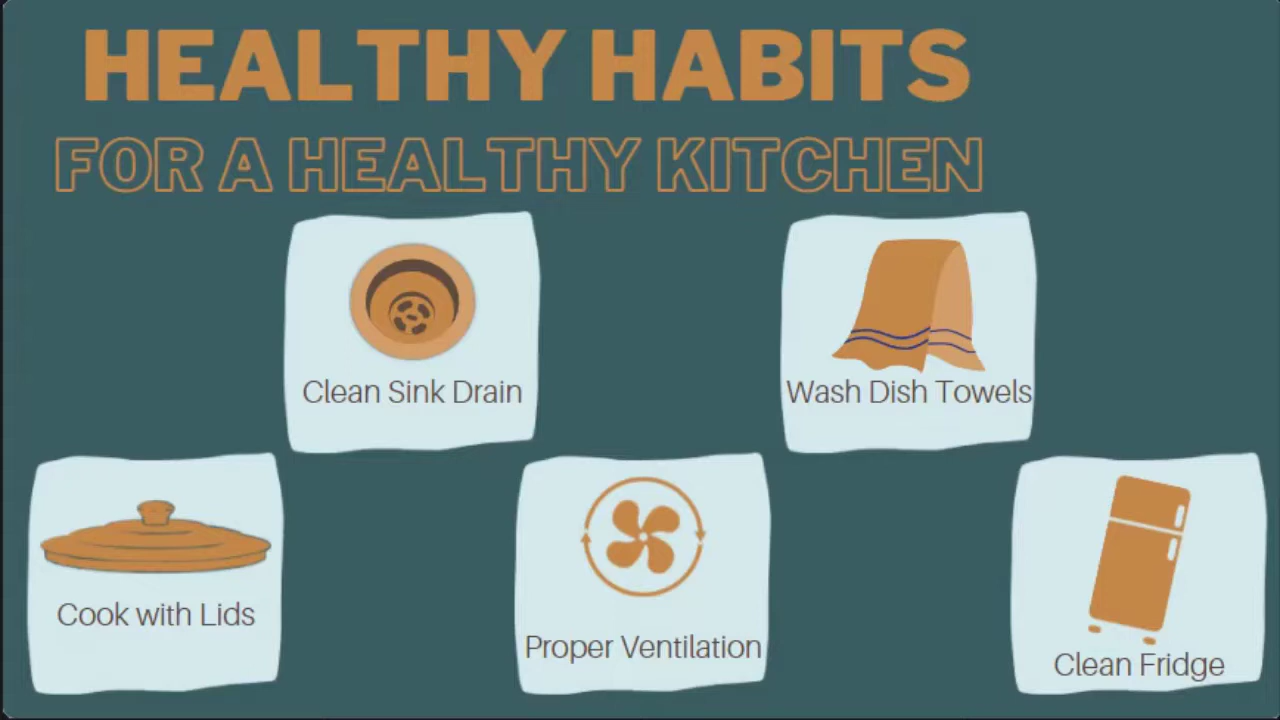 HEALTHY HABITS
FOR A HEALTHY KITCHEN
Clean Sink Drain
Wash Dish Towels
Cook with Lids
Proper Ventilation
Clean Fridge